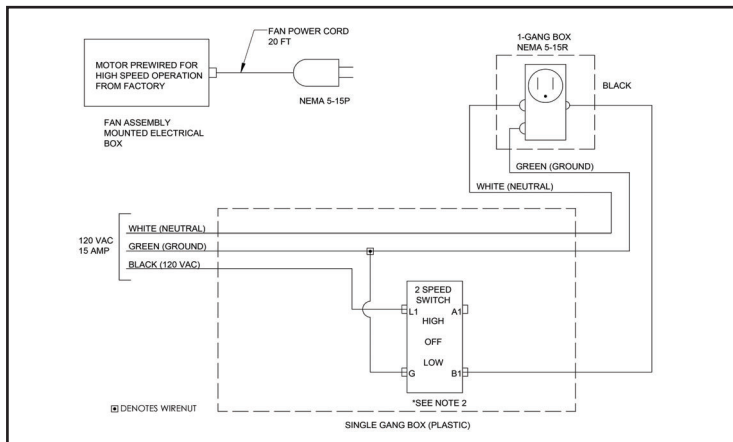 FAN POWER CORD
20 FT
MOTOR PREWIRED FOR
HIGH SPEED OPERATION
FROM FACTORY
NEMA 5-15P
FAN ASSEMBLY
MOUNTED ELECTRICAL
BOX
1-GANG BOX
NEMA 5-15R
BLACK
GREEN (GROUND)
WHITE (NEUTRAL)
120 VAC
15 AMP
WHITE (NEUTRAL)
GREEN (GROUND)
BLACK (120 VAC)
2 SPEED
SWITCH
L1 A1
HIGH
OFF
LOW
G B1
*SEE NOTE 2
DENOTES WIRENUT
SINGLE GANG BOX (PLASTIC)